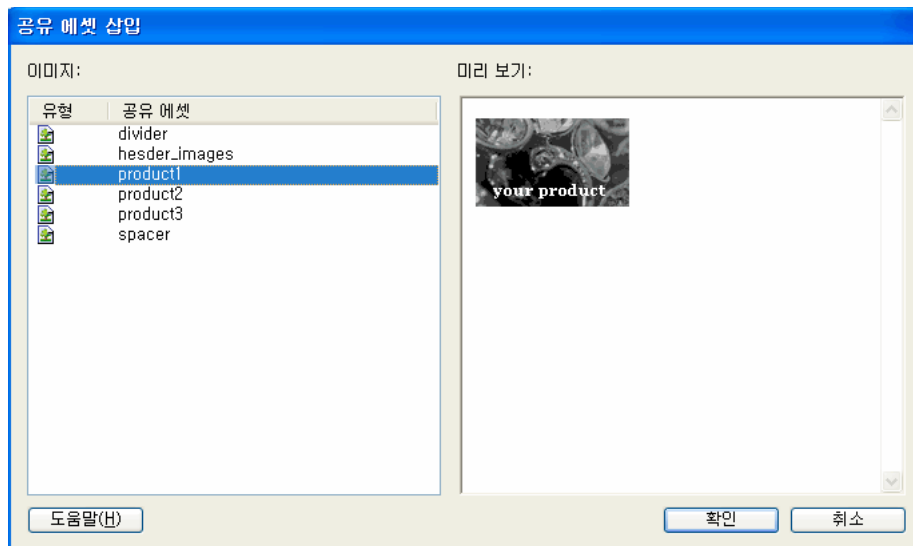 공유 에셋 삽입
이미지:
미리 보기:
유형 공유 에셋
divider
hesder_images
product1
product2
product3
spacer
your product
도움말(H)
확인
취소